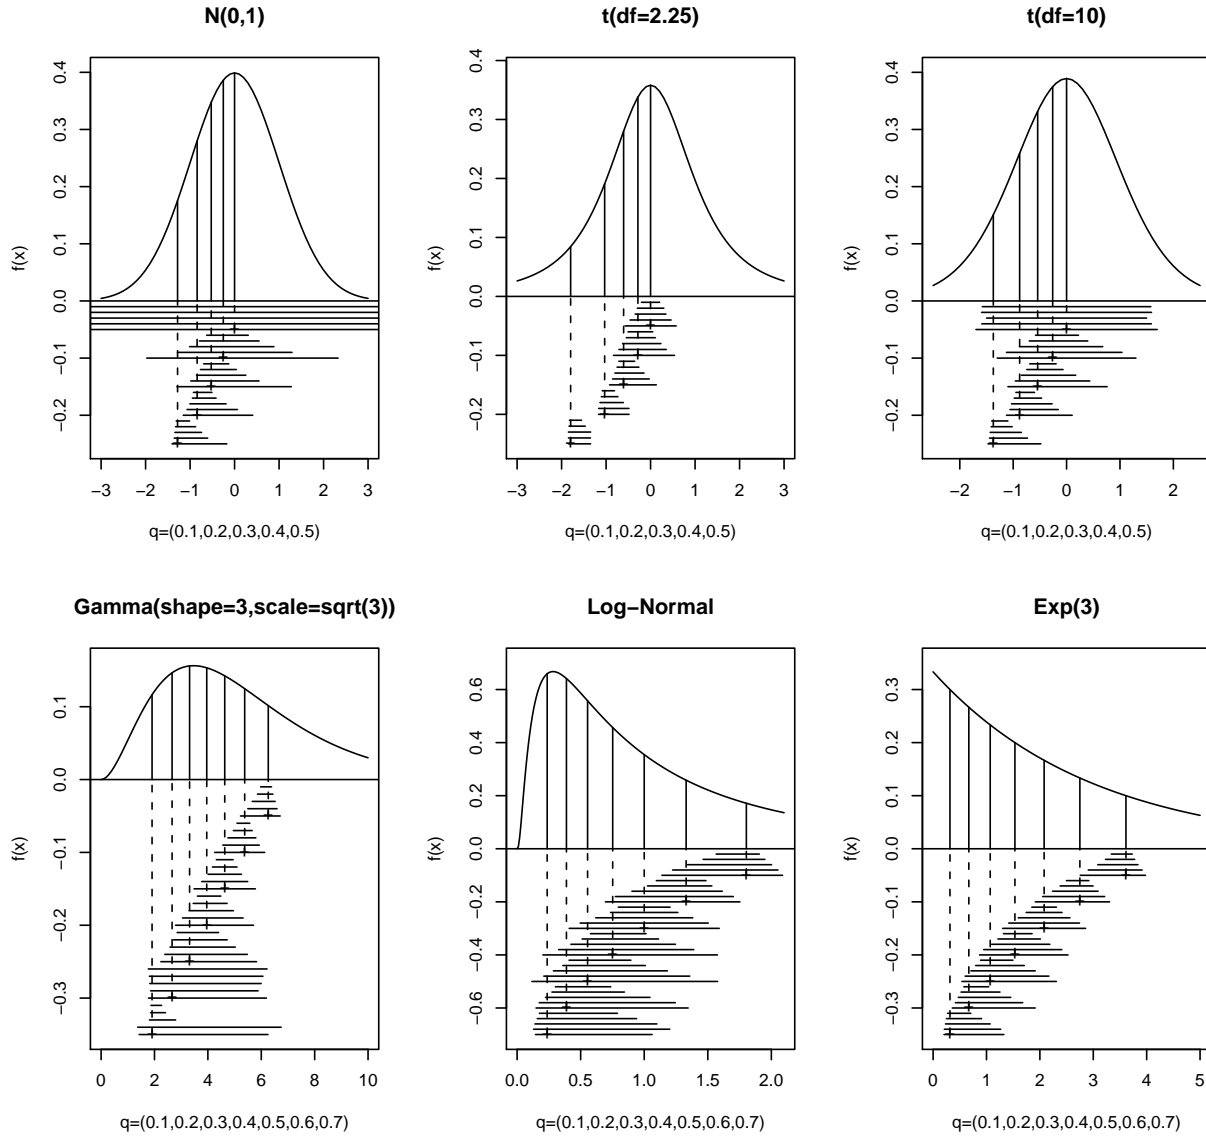 N(0,1)
t(df=2.25)
t(df=10)
f(x)
0.4
0.3
0.2
0.1
0.0
−0.1
−0.2
−3 −2 −1 0 1 2 3
q=(0.1,0.2,0.3,0.4,0.5)
f(x)
0.4
0.3
0.2
0.1
0.0
−0.2
−3 −2 −1 0 1 2 3
q=(0.1,0.2,0.3,0.4,0.5)
f(x)
0.4
0.3
0.2
0.1
0.0
−0.1
−0.2
−2 −1 0 1 2
q=(0.1,0.2,0.3,0.4,0.5)
Gamma(shape=3,scale=sqrt(3))
Log−Normal
Exp(3)
f(x)
0.1
0.0
−0.1
−0.2
−0.3
0 2 4 6 8 10
q=(0.1,0.2,0.3,0.4,0.5,0.6,0.7)
f(x)
0.6
0.4
0.2
0.0
−0.2
−0.4
−0.6
0.0 0.5 1.0 1.5 2.0
q=(0.1,0.2,0.3,0.4,0.5,0.6,0.7)
f(x)
0.3
0.2
0.1
0.0
−0.1
−0.2
−0.3
0 1 2 3 4 5
q=(0.1,0.2,0.3,0.4,0.5,0.6,0.7)